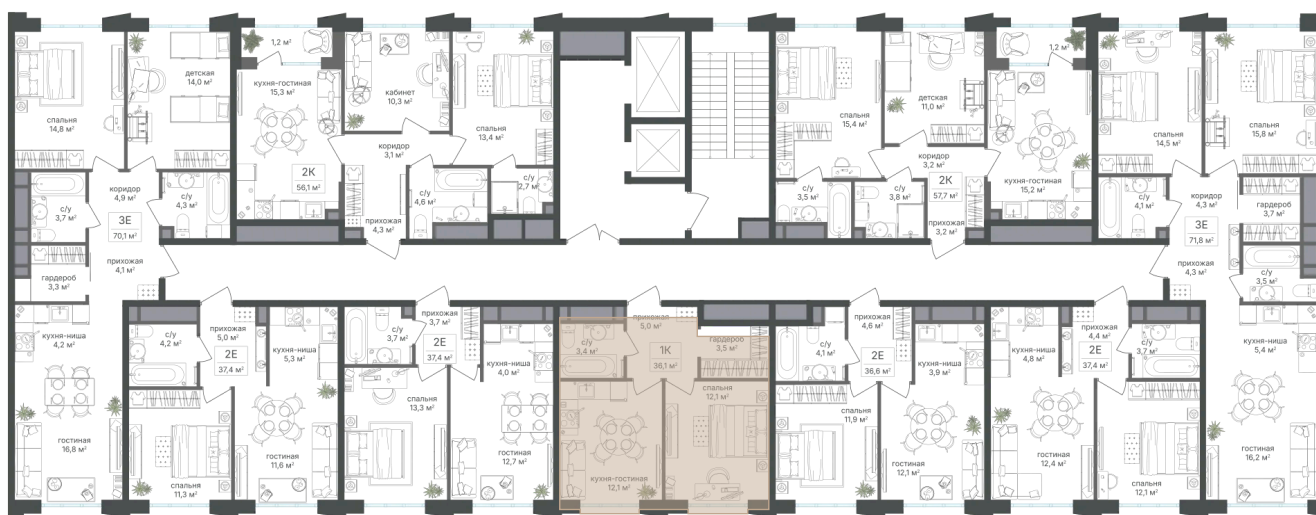 спальня
14,8 м²
детская
14,0 м²
1,2 м²
кухня-гостиная
15,3 м²
кабинет
10,3 м²
спальня
13,4 м²
коридор
3,1 м²
2К
56,1 м²
с/у
4,6 м²
с/у
2,7 м²
прихожая
4,3 м²
с/у
3,7 м²
коридор
4,9 м²
с/у
4,3 м²
3Е
70,1 м²
прихожая
4,1 м²
гардероб
3,3 м²
кухня-ниша
4,2 м²
гостиная
16,8 м²
спальня
15,4 м²
детская
11,0 м²
1,2 м²
коридор
3,2 м²
2К
57,7 м²
с/у
3,5 м²
с/у
3,8 м²
прихожая
3,2 м²
кухня-гостиная
15,2 м²
спальня
14,5 м²
спальня
15,8 м²
с/у
4,1 м²
коридор
4,3 м²
гардероб
3,7 м²
3Е
71,8 м²
прихожая
4,3 м²
с/у
3,5 м²
кухня-ниша
5,4 м²
гостиная
16,2 м²
с/у
4,2 м²
прихожая
5,0 м²
2Е
37,4 м²
кухня-ниша
5,3 м²
спальня
11,3 м²
гостиная
11,6 м²
с/у
3,7 м²
прихожая
3,7 м²
2Е
37,4 м²
кухня-ниша
4,0 м²
спальня
13,3 м²
гостиная
12,7 м²
прихожая
5,0 м²
с/у
3,4 м²
1К
36,1 м²
гардероб
3,5 м²
спальня
12,1 м²
кухня-гостиная
12,1 м²
с/у
4,1 м²
прихожая
4,6 м²
2Е
36,6 м²
кухня-ниша
3,9 м²
спальня
11,9 м²
гостиная
12,1 м²
кухня-ниша
4,8 м²
прихожая
4,4 м²
2Е
37,4 м²
с/у
3,7 м²
гостиная
12,4 м²
спальня
12,1 м²